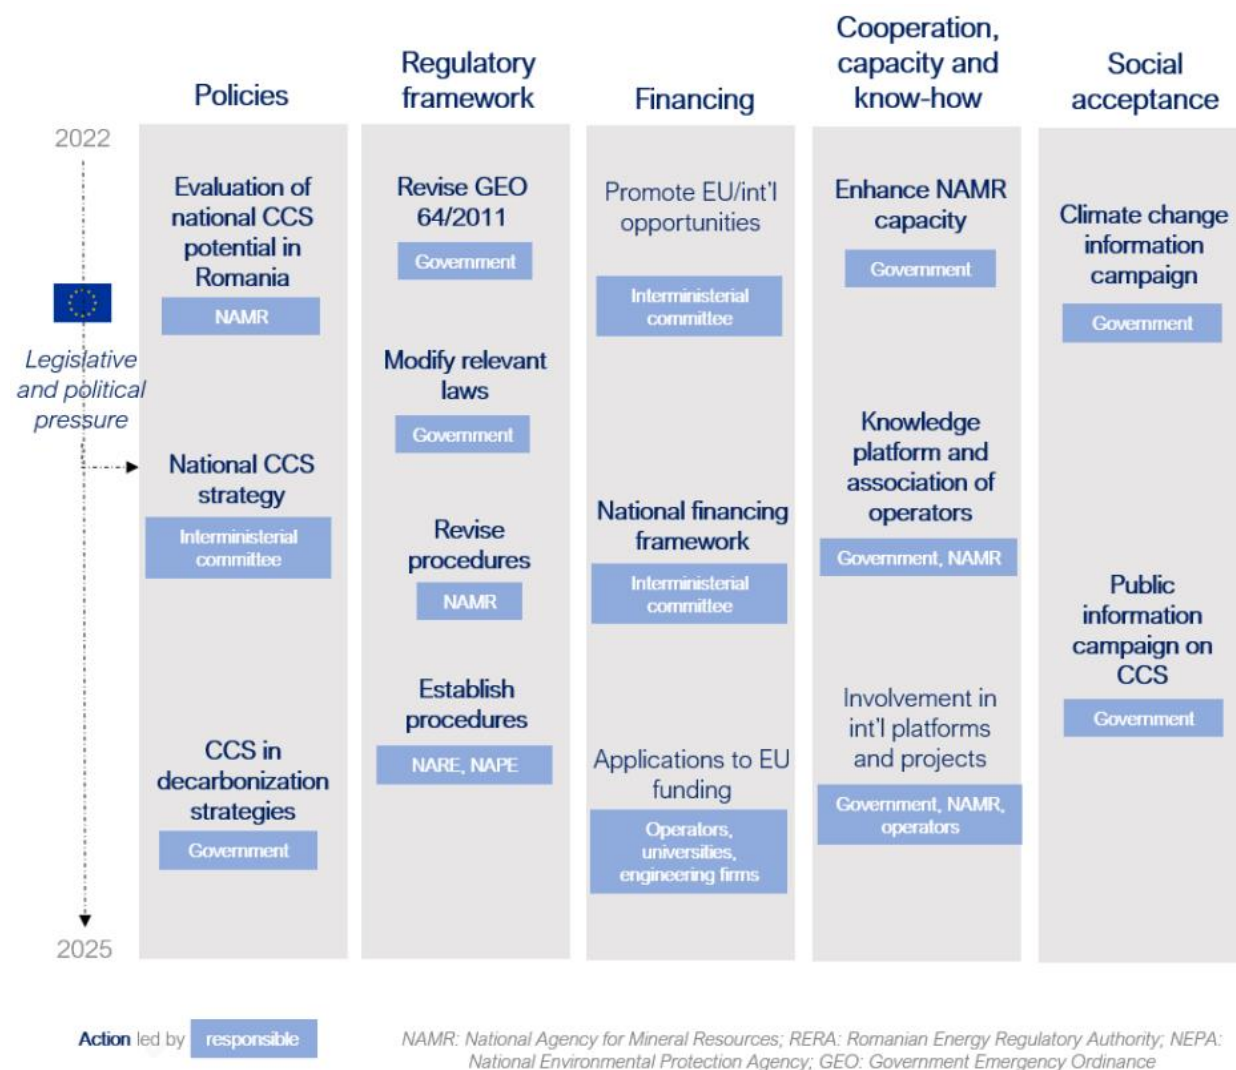 Policies
Regulatory
framework
Financing
Cooperation,
capacity and
know-how
Social
acceptance
2022
Legislative
and political
pressure
2025
Evaluation of
national CCS
potential in
Romania
NAMR
National CCS
strategy
Interministerial
committee
CCS in
decarbonization
strategies
Government
Revise GEO
64/2011
Government
Modify relevant
laws
Government
Revise
procedures
NAMR
Establish
procedures
NARE, NAPE
Promote EU/int'l
opportunities
Interministerial
committee
National financing
framework
Interministerial
committee
Applications to EU
funding
Operators,
universities,
engineering firms
Enhance NAMR
capacity
Government
Knowledge
platform and
association of
operators
Government, NAMR
Involvement in
int'l platforms
and projects
Government, NAMR,
operators
Climate change
information
campaign
Government
Public
information
campaign on
CCS
Government
Action led by responsible
NAMR: National Agency for Mineral Resources; RERA: Romanian Energy Regulatory Authority; NEPA:
National Environmental Protection Agency; GEO: Government Emergency Ordinance